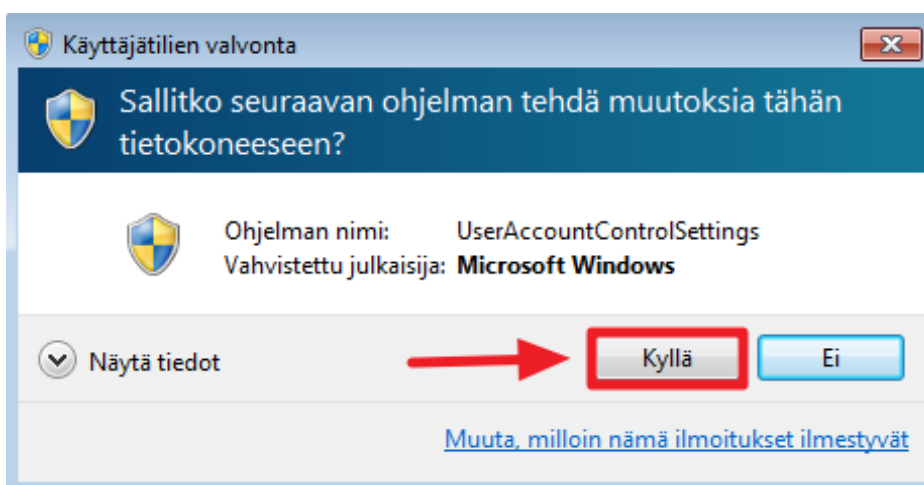 Käyttäjätilien valvonta
Sallitko seuraavan ohjelman tehdä muutoksia tähän
tietokoneeseen?
Ohjelman nimi: UserAccountControlSettings
Vahvistettu julkaisija: Microsoft Windows
Näytä tiedot
Kyllä
Ei
Muuta, milloin nämä ilmoitukset ilmestyvät